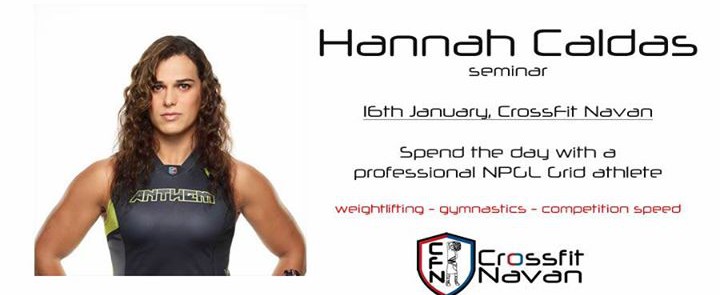 Hannah Caldas
seminar
16th January, CrossFit Navan
Spend the day with a
professional NPGL Grid athlete
weightlifting - gymnastics - competition speed
ANTHEM
CFN
Crossfit
Navan